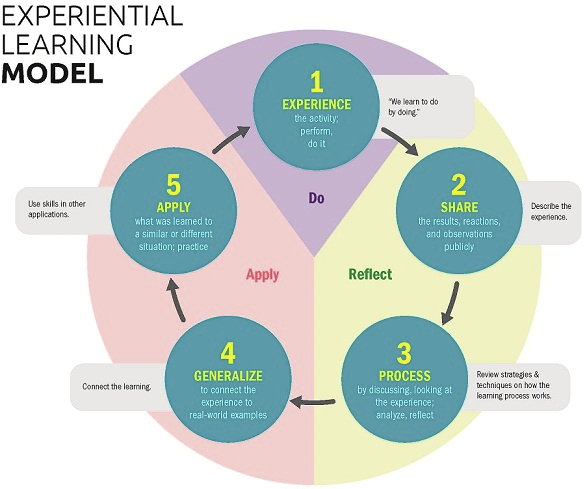 EXPERIENTIAL
LEARNING
MODEL
1
EXPERIENCE
the activity;
perform,
do it
"We learn to do
by doing."
2
SHARE
the results, reactions,
and observations
publicly
Describe the
experience.
3
PROCESS
by discussing, looking at
the experience;
analyze, reflect
Review strategies &
techniques on how the
learning process works.
4
GENERALIZE
to connect the
experience to
real-world examples
Connect the learning.
5
APPLY
what was learned to
a similar or different
situation; practice
Use skills in other
applications.
Do
Reflect
Apply